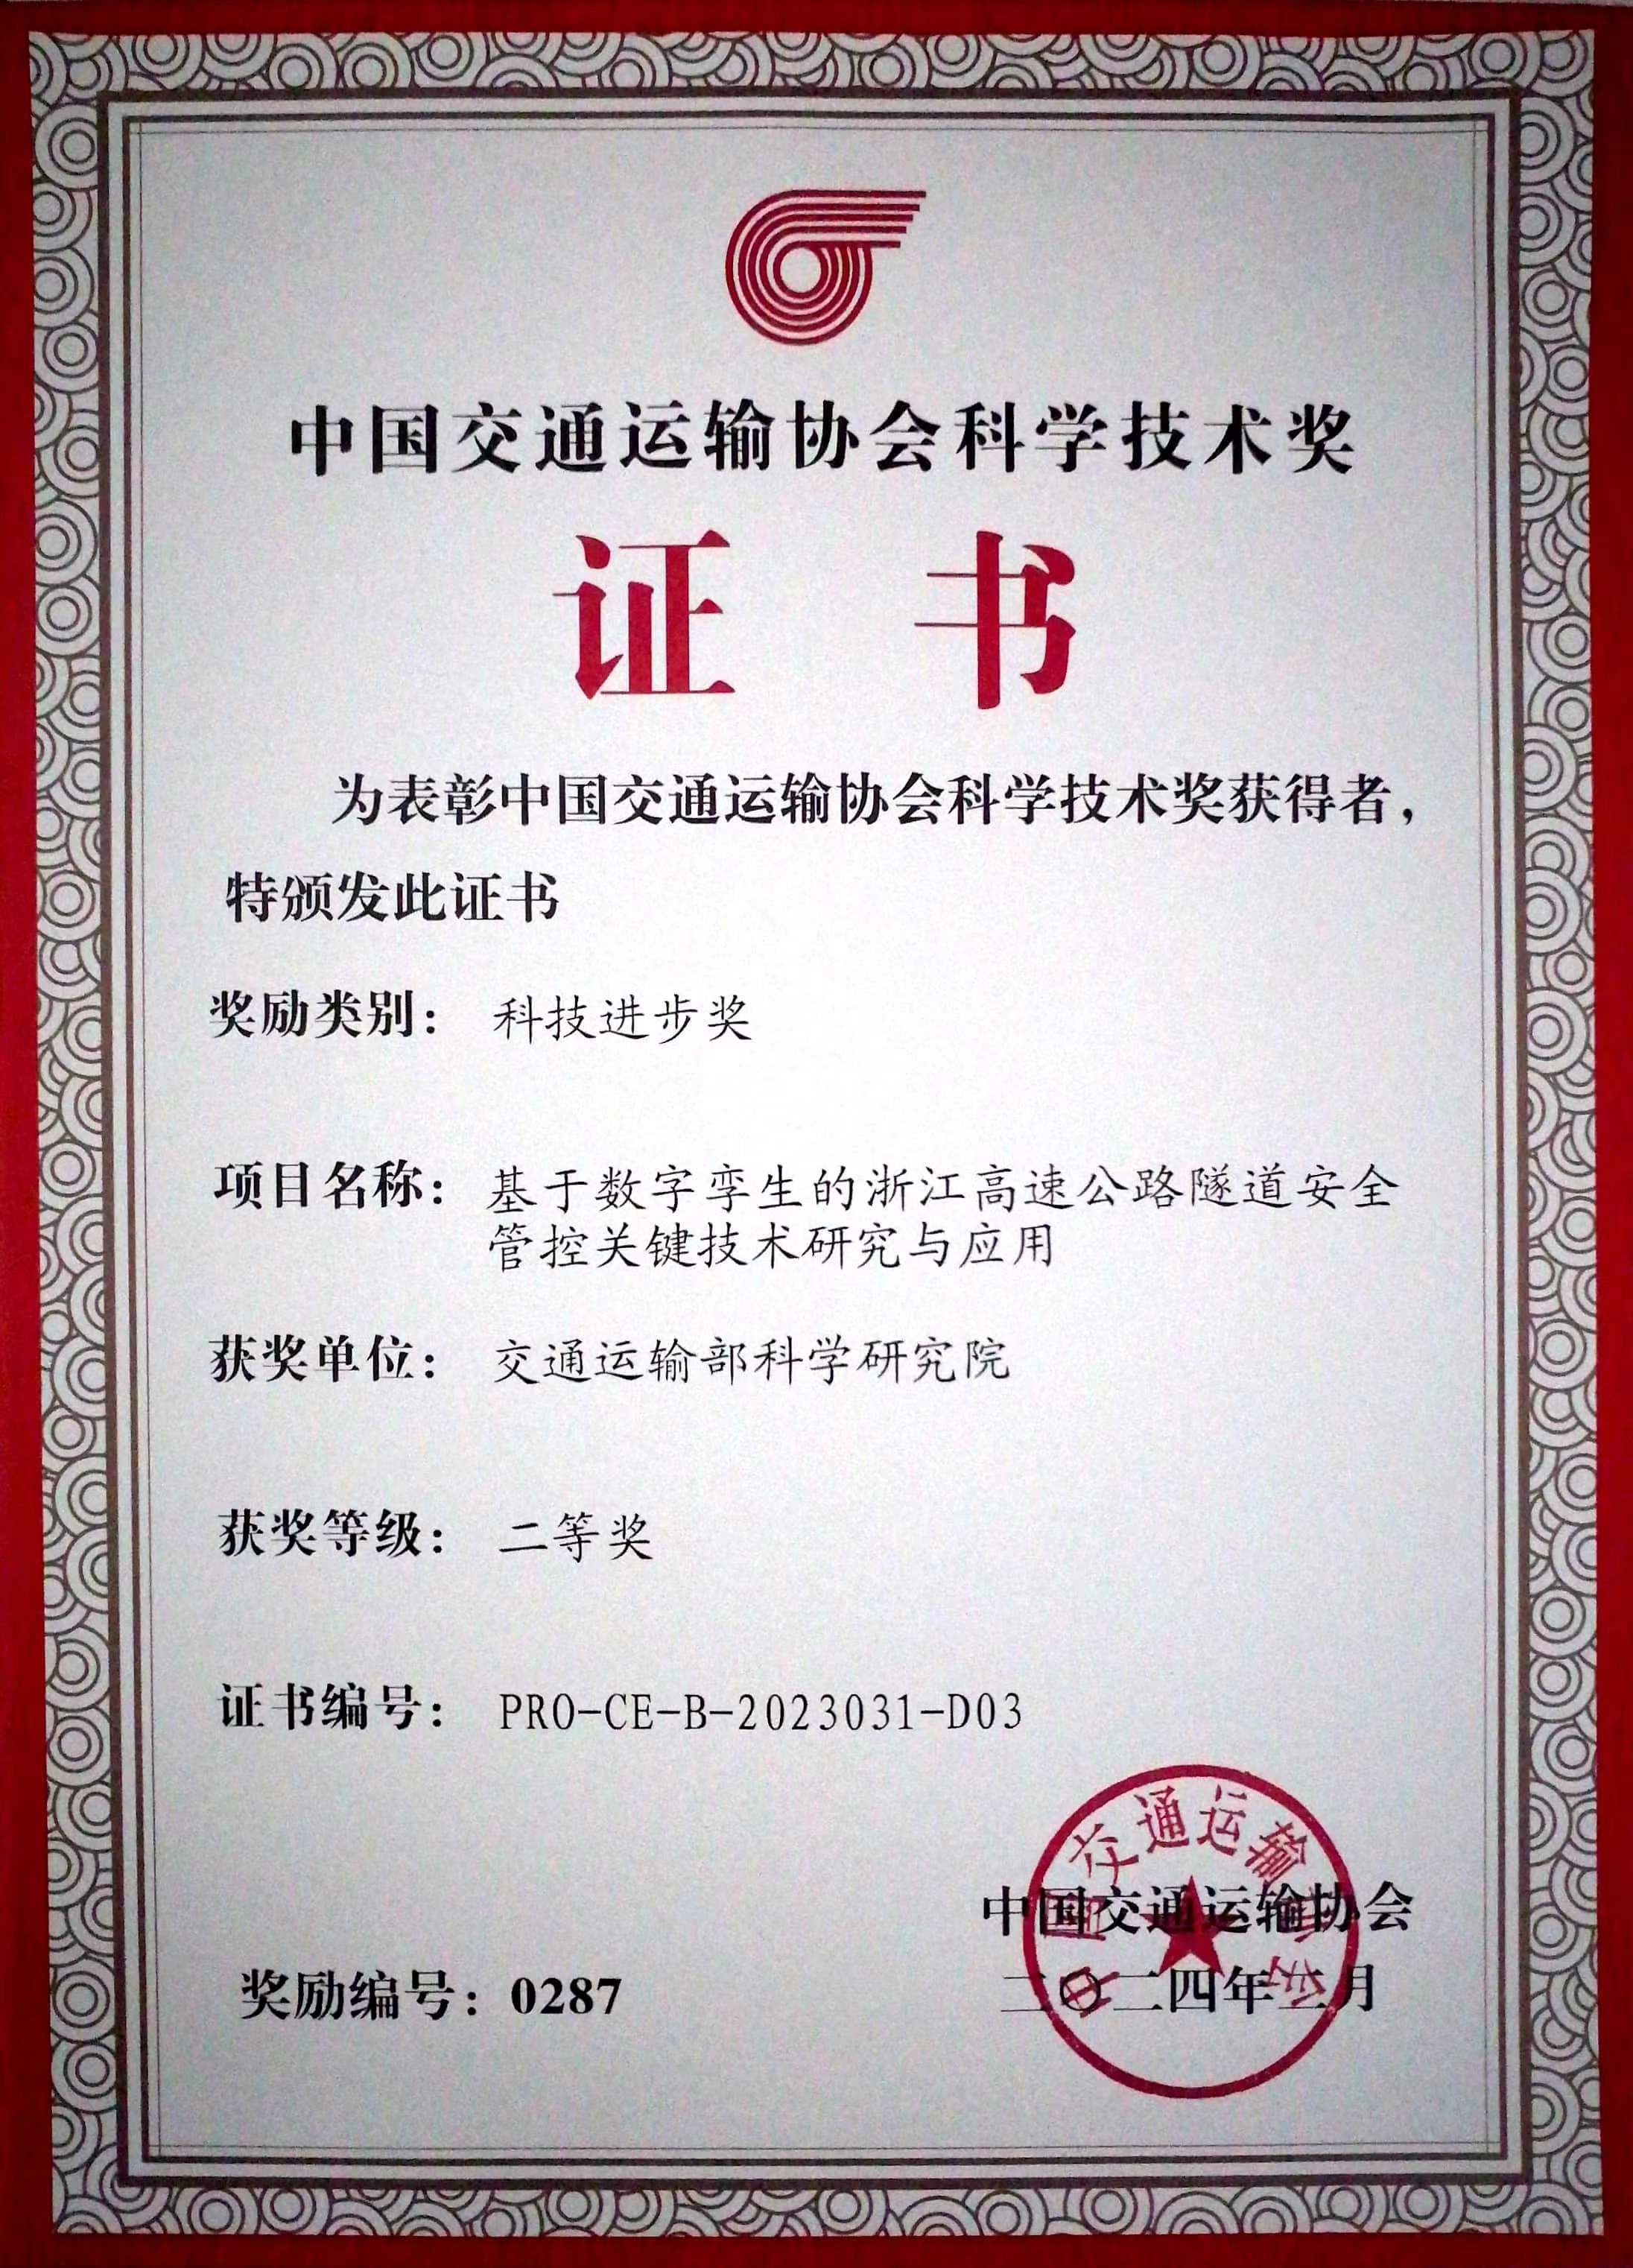 中国交通运输协会科学技术奖
证 书
为表彰中国交通运输协会科学技术奖获得者，
特颁发此证书
奖励类别： 科技进步奖
项目名称： 基于数字孪生的浙江高速公路隧道安全
管控关键技术研究与应用
获奖单位： 交通运输部科学研究院
获奖等级： 二等奖
证书编号： PRO-CE-B-2023031-D03
中国交通运输协会
中国交通运输协会
奖励编号：0287
二〇二四年二月